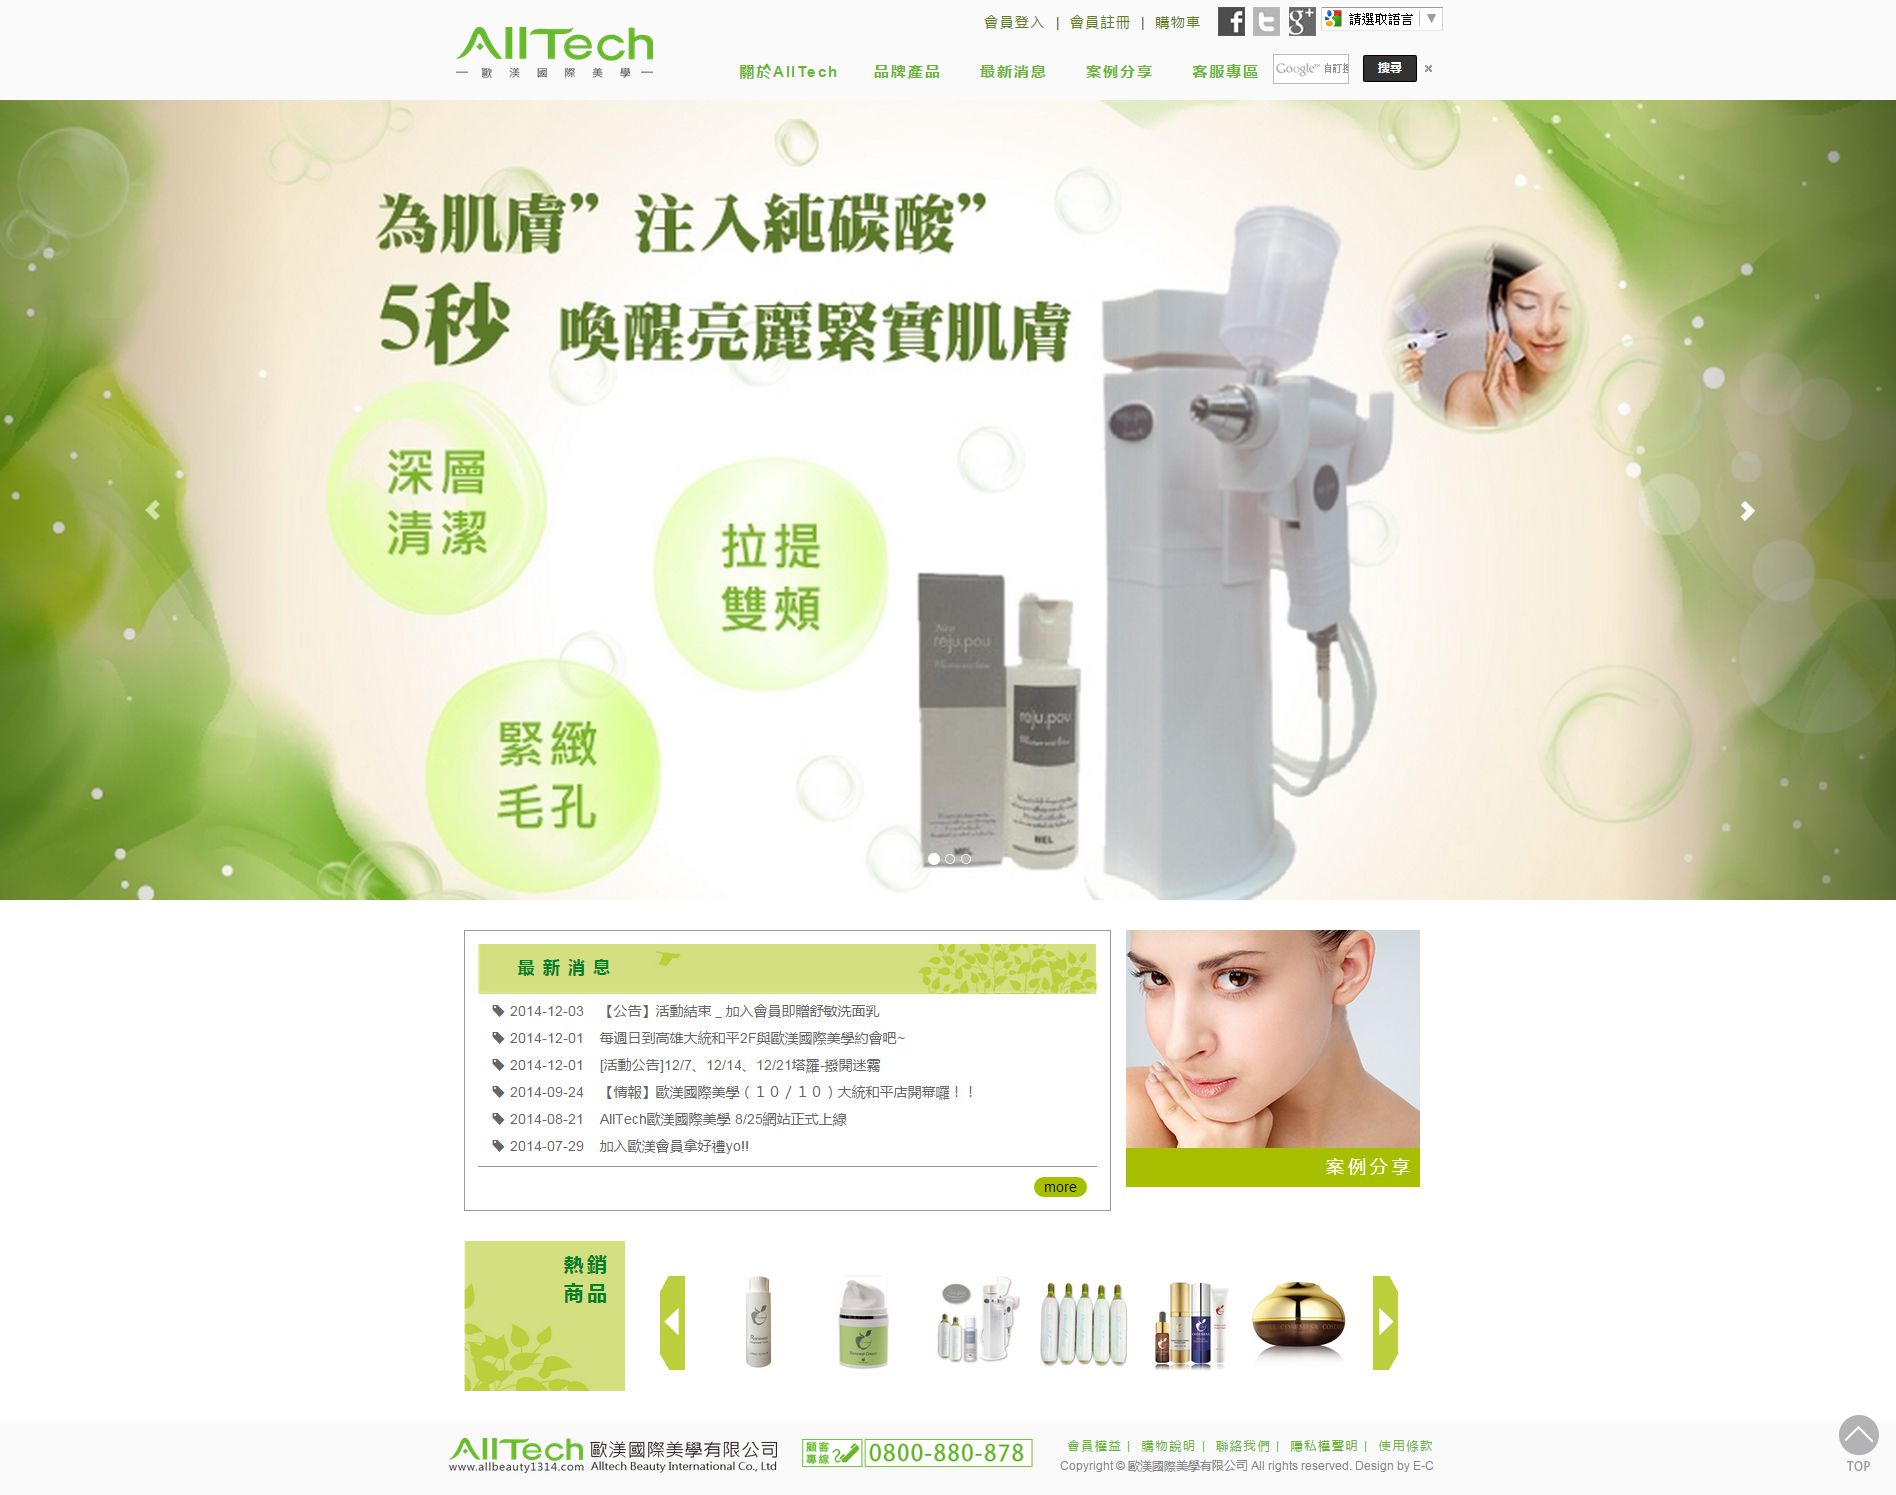 會員登入 | 會員註冊 | 購物車
請選取語言 ▼
AllTech
歐渼國際美學
關於AllTech 品牌產品 最新消息 案例分享 客服專區
Google™ 自訂搜
搜尋 ×
為肌膚”注入純碳酸”
5秒 喚醒亮麗緊實肌膚
深層
清潔
拉提
雙頰
緊緻
毛孔
New
reju.pou
reju.pou
NEL
最新消息
2014-12-03 【公告】活動結束 _ 加入會員即贈舒敏洗面乳
2014-12-01 每週日到高雄大統和平2F與歐渼國際美學約會吧~
2014-12-01 [活動公告]12/7、12/14、12/21塔羅-撥開迷霧
2014-09-24 【情報】歐渼國際美學（１０／１０）大統和平店開幕囉！！
2014-08-21 AllTech歐渼國際美學 8/25網站正式上線
2014-07-29 加入歐渼會員拿好禮yo!!
more
案例分享
熱銷
商品
Renewal
AllTech 歐渼國際美學有限公司
www.allbeauty1314.com Alltech Beauty International Co., Ltd
顧客
專線
0800-880-878
會員權益 | 購物說明 | 聯絡我們 | 隱私權聲明 | 使用條款
Copyright © 歐渼國際美學有限公司 All rights reserved. Design by E-C
TOP